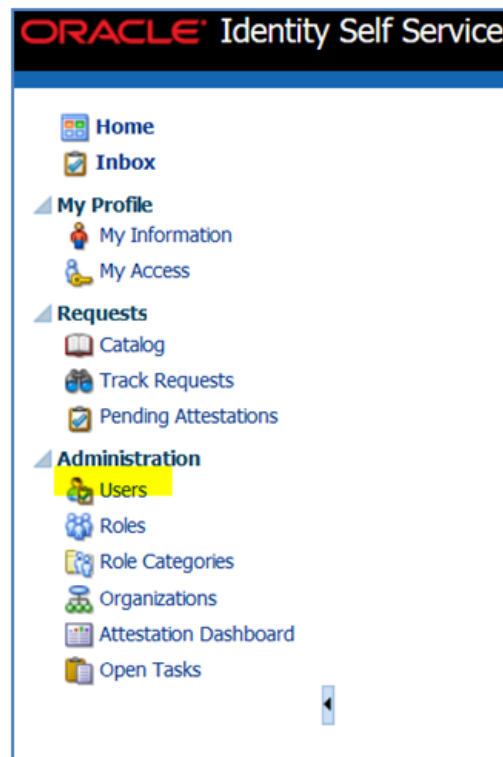 ORACLE Identity Self Service
Home
Inbox
My Profile
My Information
My Access
Requests
Catalog
Track Requests
Pending Attestations
Administration
Users
Roles
Role Categories
Organizations
Attestation Dashboard
Open Tasks